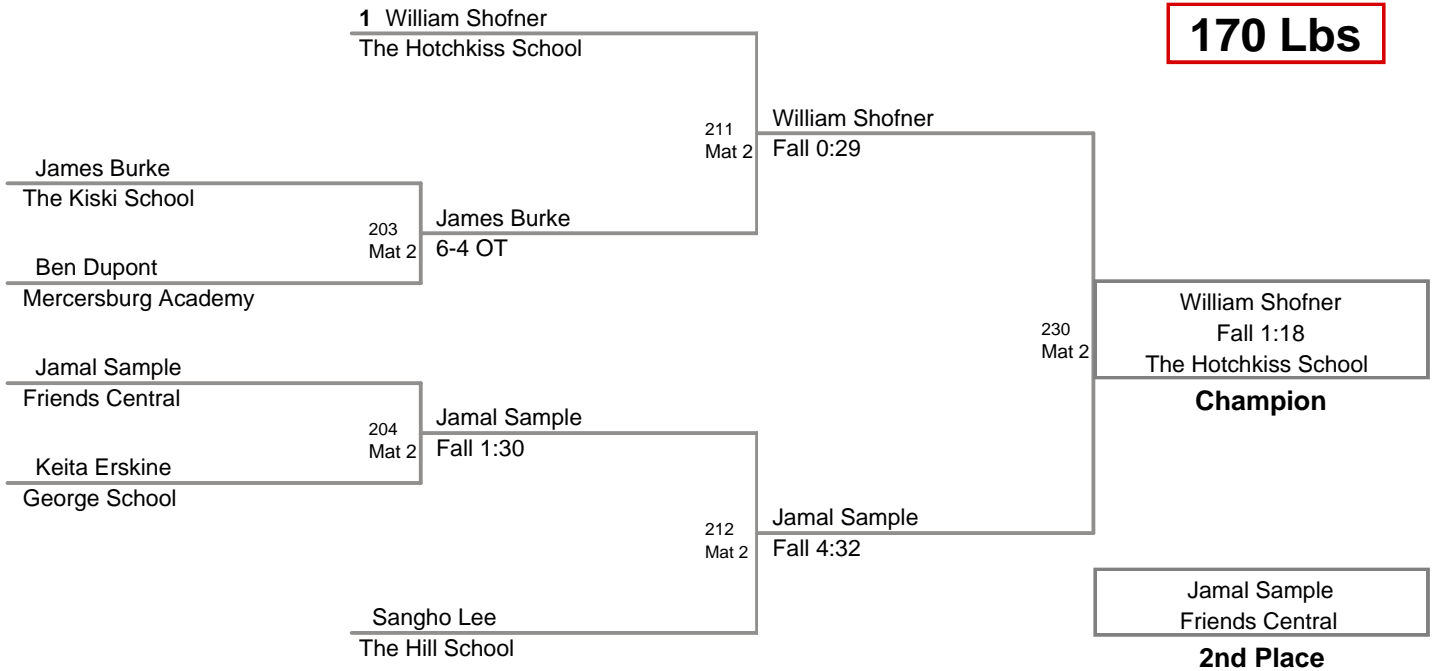 1 William Shofner
The Hotchkiss School
170 Lbs
211
Mat 2
William Shofner
Fall 0:29
James Burke
The Kiski School
203
Mat 2
James Burke
6-4 OT
Ben Dupont
Mercersburg Academy
230
Mat 2
William Shofner
Fall 1:18
The Hotchkiss School
Champion
Jamal Sample
Friends Central
204
Mat 2
Jamal Sample
Fall 1:30
Keita Erskine
George School
212
Mat 2
Jamal Sample
Fall 4:32
Sangho Lee
The Hill School
Jamal Sample
Friends Central
2nd Place